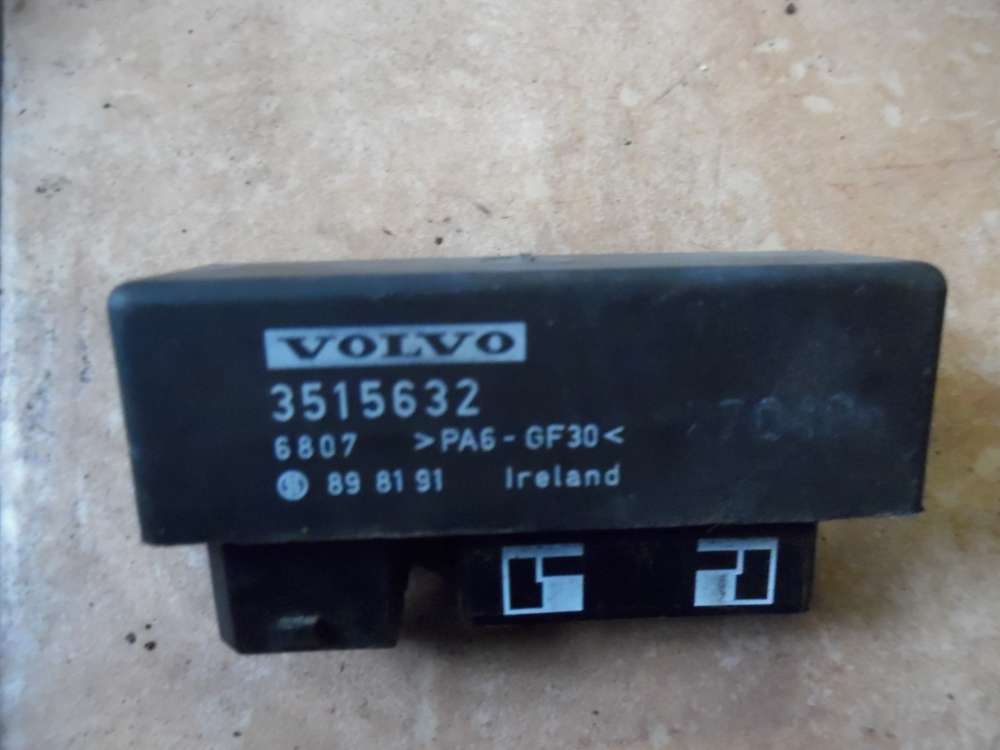 VOLVO
3515632
6807 >PA6-GF30<
89 81 91 Ireland